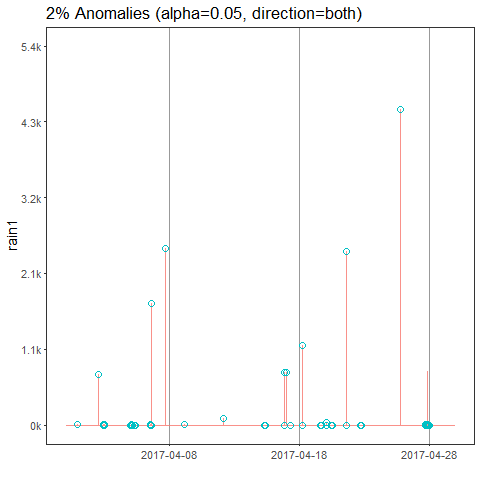 2% Anomalies (alpha=0.05, direction=both)
5.4k
4.3k
3.2k
2.1k
1.1k
0k
rain1
2017-04-08
2017-04-18
2017-04-28